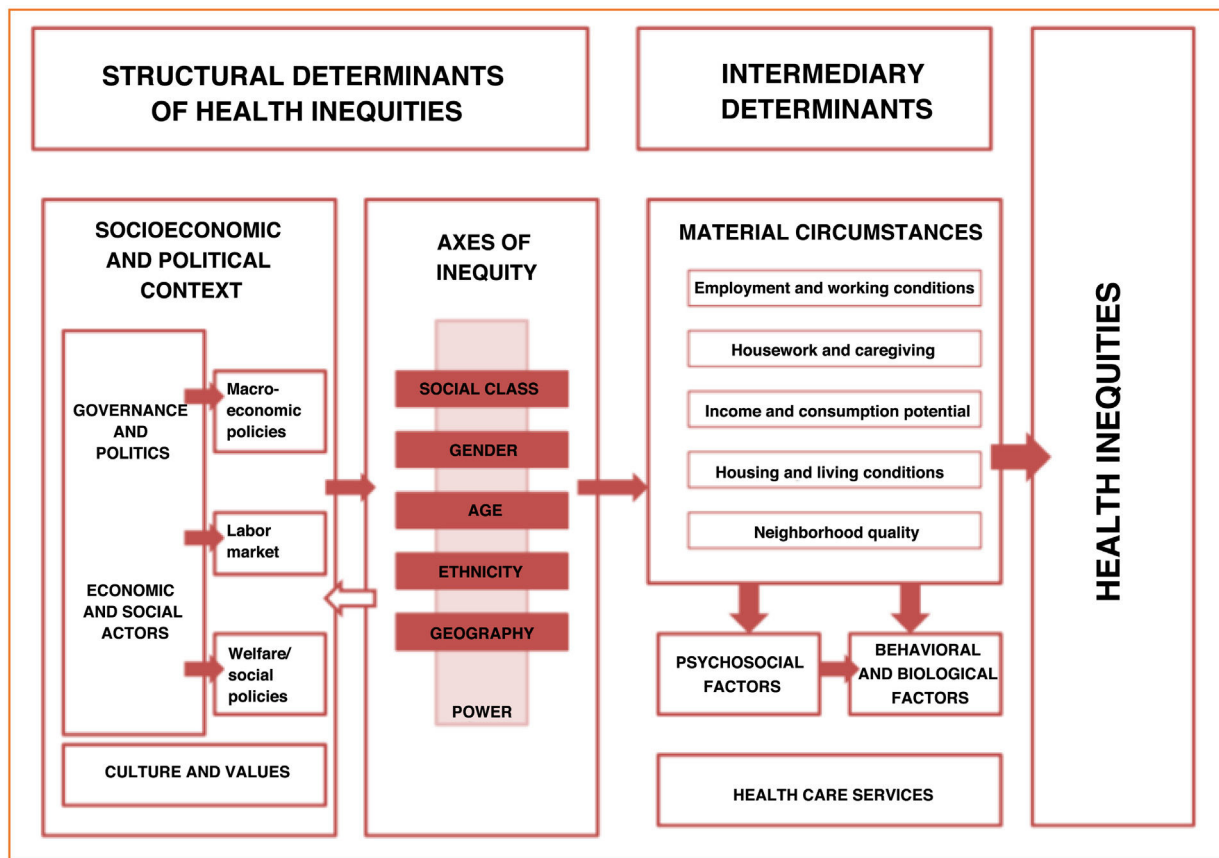 STRUCTURAL DETERMINANTS
OF HEALTH INEQUITIES
INTERMEDIARY
DETERMINANTS
SOCIOECONOMIC
AND POLITICAL
CONTEXT
GOVERNANCE
AND
POLITICS
ECONOMIC
AND SOCIAL
ACTORS
Macro-
economic
policies
Labor
market
Welfare/
social
policies
CULTURE AND VALUES
AXES OF
INEQUITY
SOCIAL CLASS
GENDER
AGE
ETHNICITY
GEOGRAPHY
POWER
MATERIAL CIRCUMSTANCES
Employment and working conditions
Housework and caregiving
Income and consumption potential
Housing and living conditions
Neighborhood quality
PSYCHOSOCIAL
FACTORS
BEHAVIORAL
AND BIOLOGICAL
FACTORS
HEALTH CARE SERVICES
HEALTH INEQUITIES